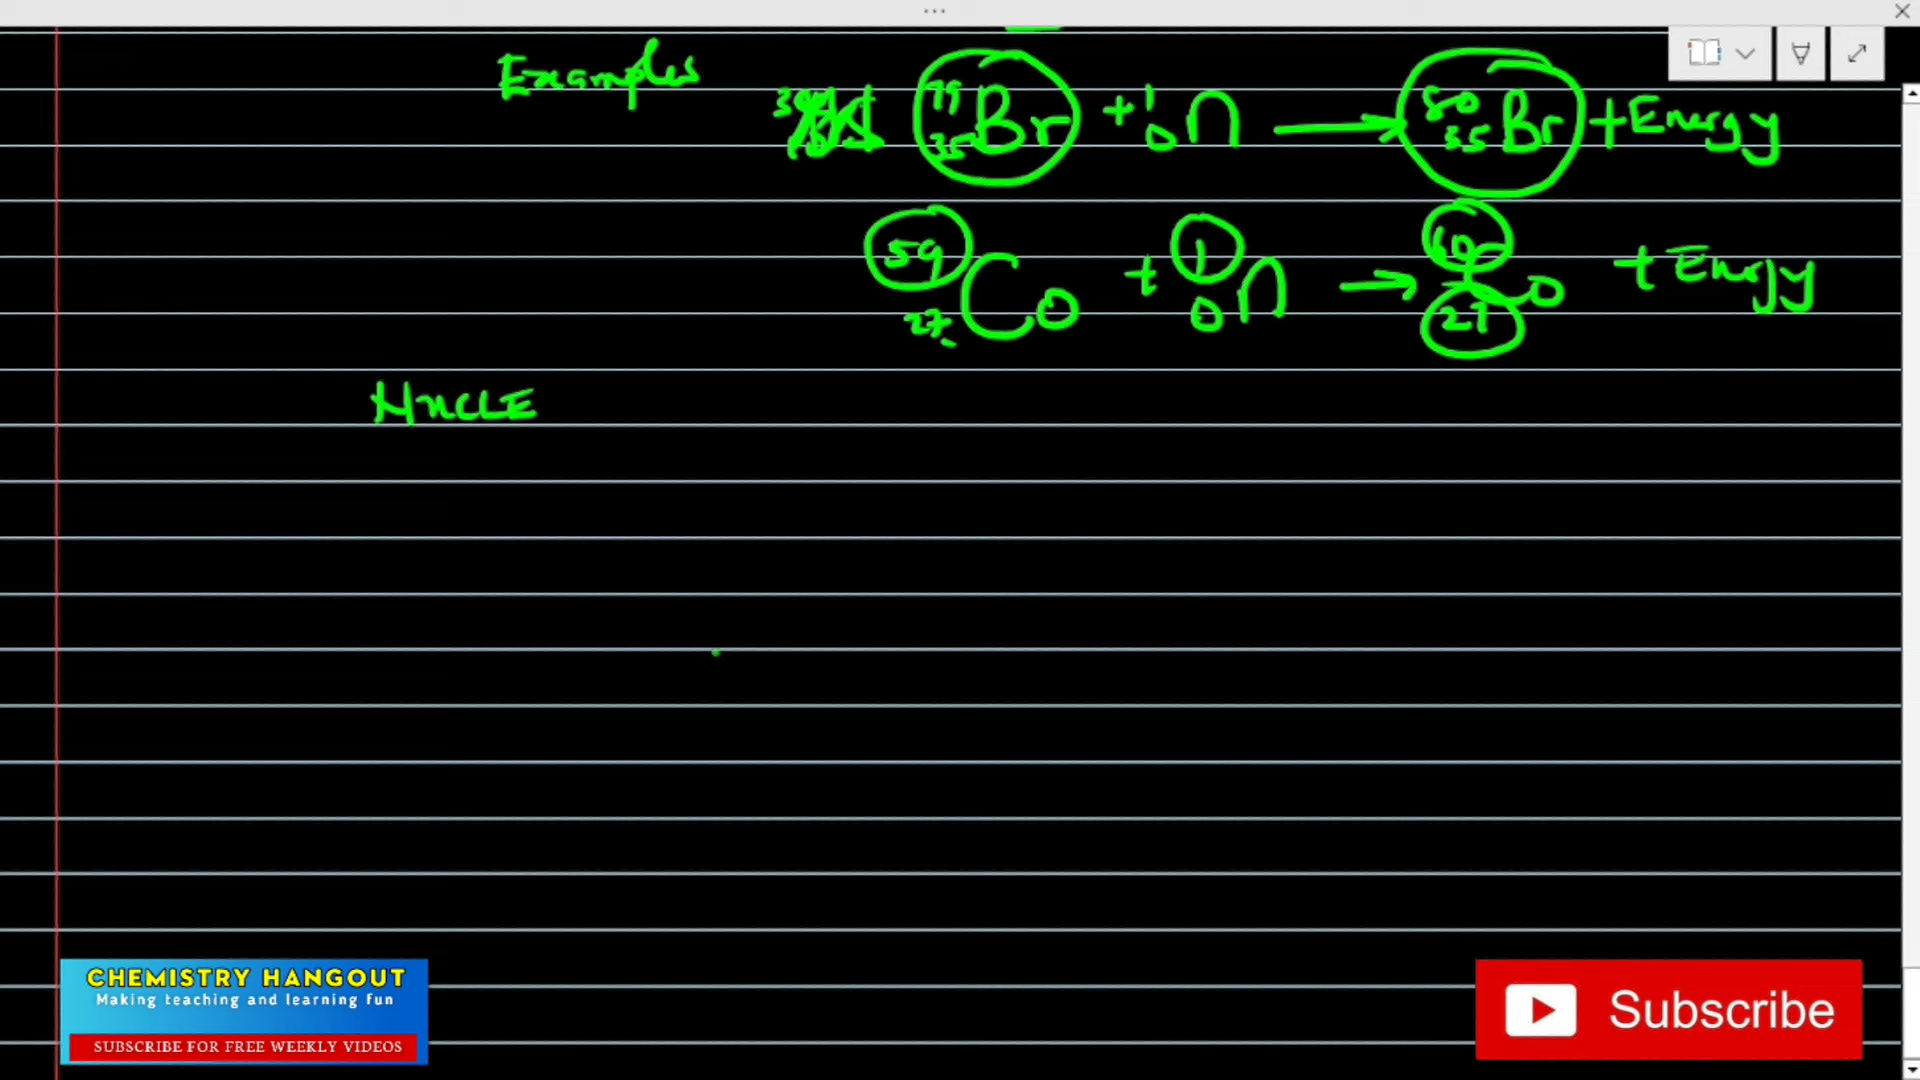 Examples ⁷⁹₃₅Br + ¹₀n → ⁸⁰₃₅Br + Energy
⁵⁹₂₇Co + ¹₀n → ⁶⁰₂₇Co + Energy
NUCLE
CHEMISTRY HANGOUT
Making teaching and learning fun
SUBSCRIBE FOR FREE WEEKLY VIDEOS
Subscribe